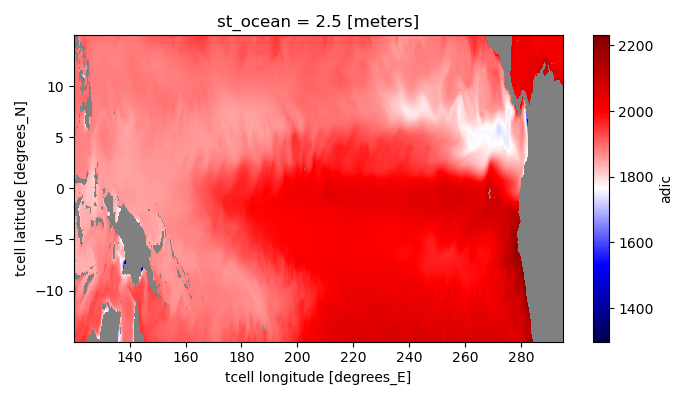 st_ocean = 2.5 [meters]
10
5
0
−5
−10
tcell latitude [degrees_N]
140 160 180 200 220 240 260 280
tcell longitude [degrees_E]
2200
2000
1800
1600
1400
adic